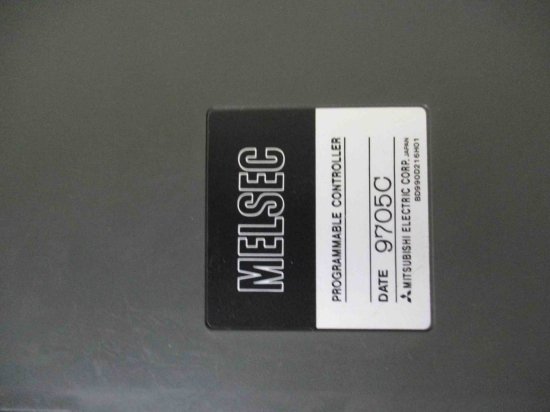 MELSEC
PROGRAMMABLE CONTROLLER
DATE 9705C
MITSUBISHI ELECTRIC CORP. JAPAN
BD990D216H01